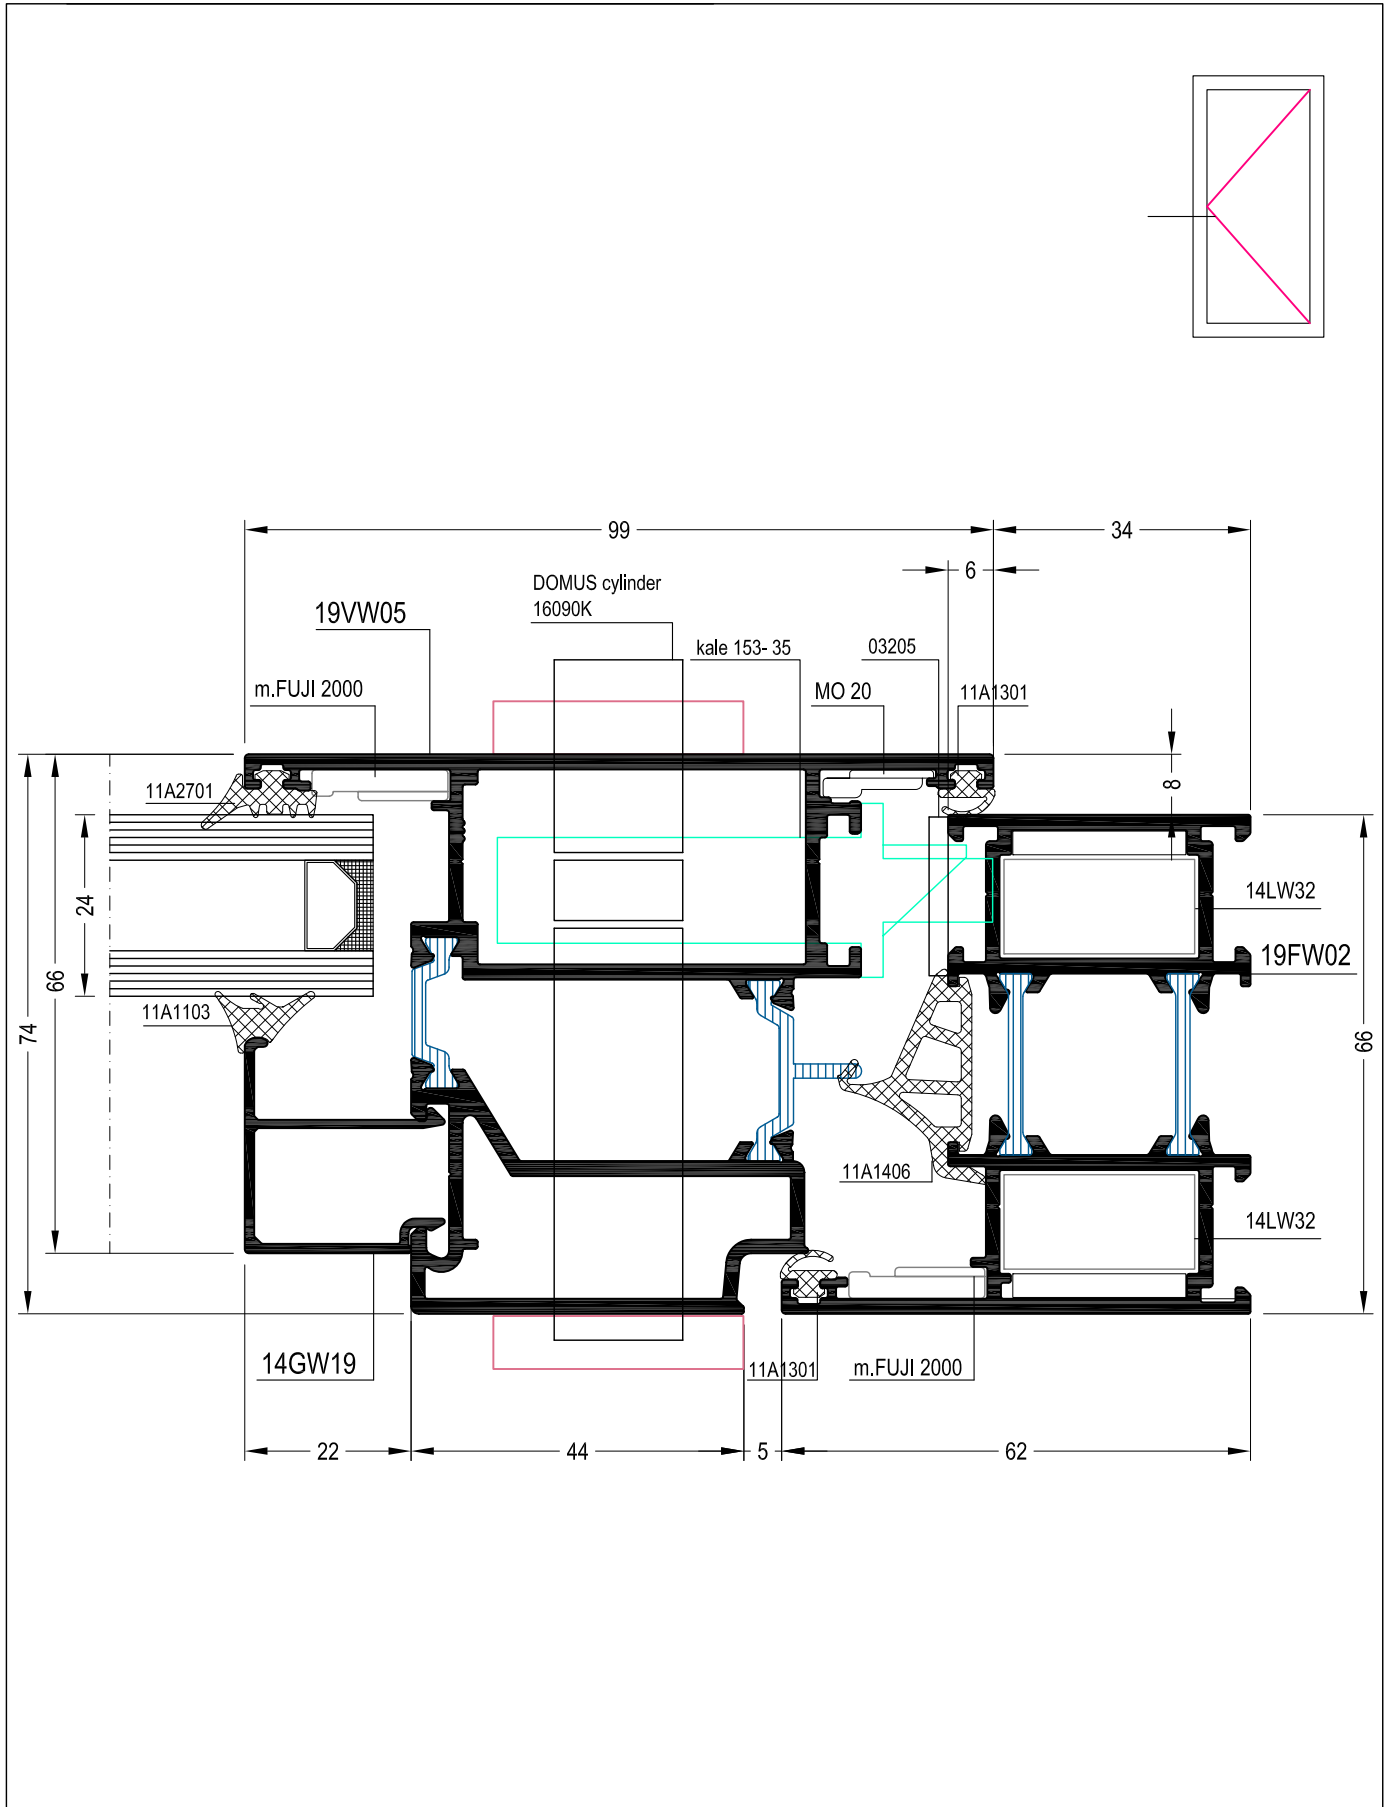 99
34
6
DOMUS cylinder
16090K
19VW05
kale 153- 35
03205
m.FUJI 2000
MO 20
11A1301
11A2701
8
24
14LW32
19FW02
66
11A1103
74
66
11A1406
14LW32
14GW19
11A1301
m.FUJI 2000
22
44
5
62